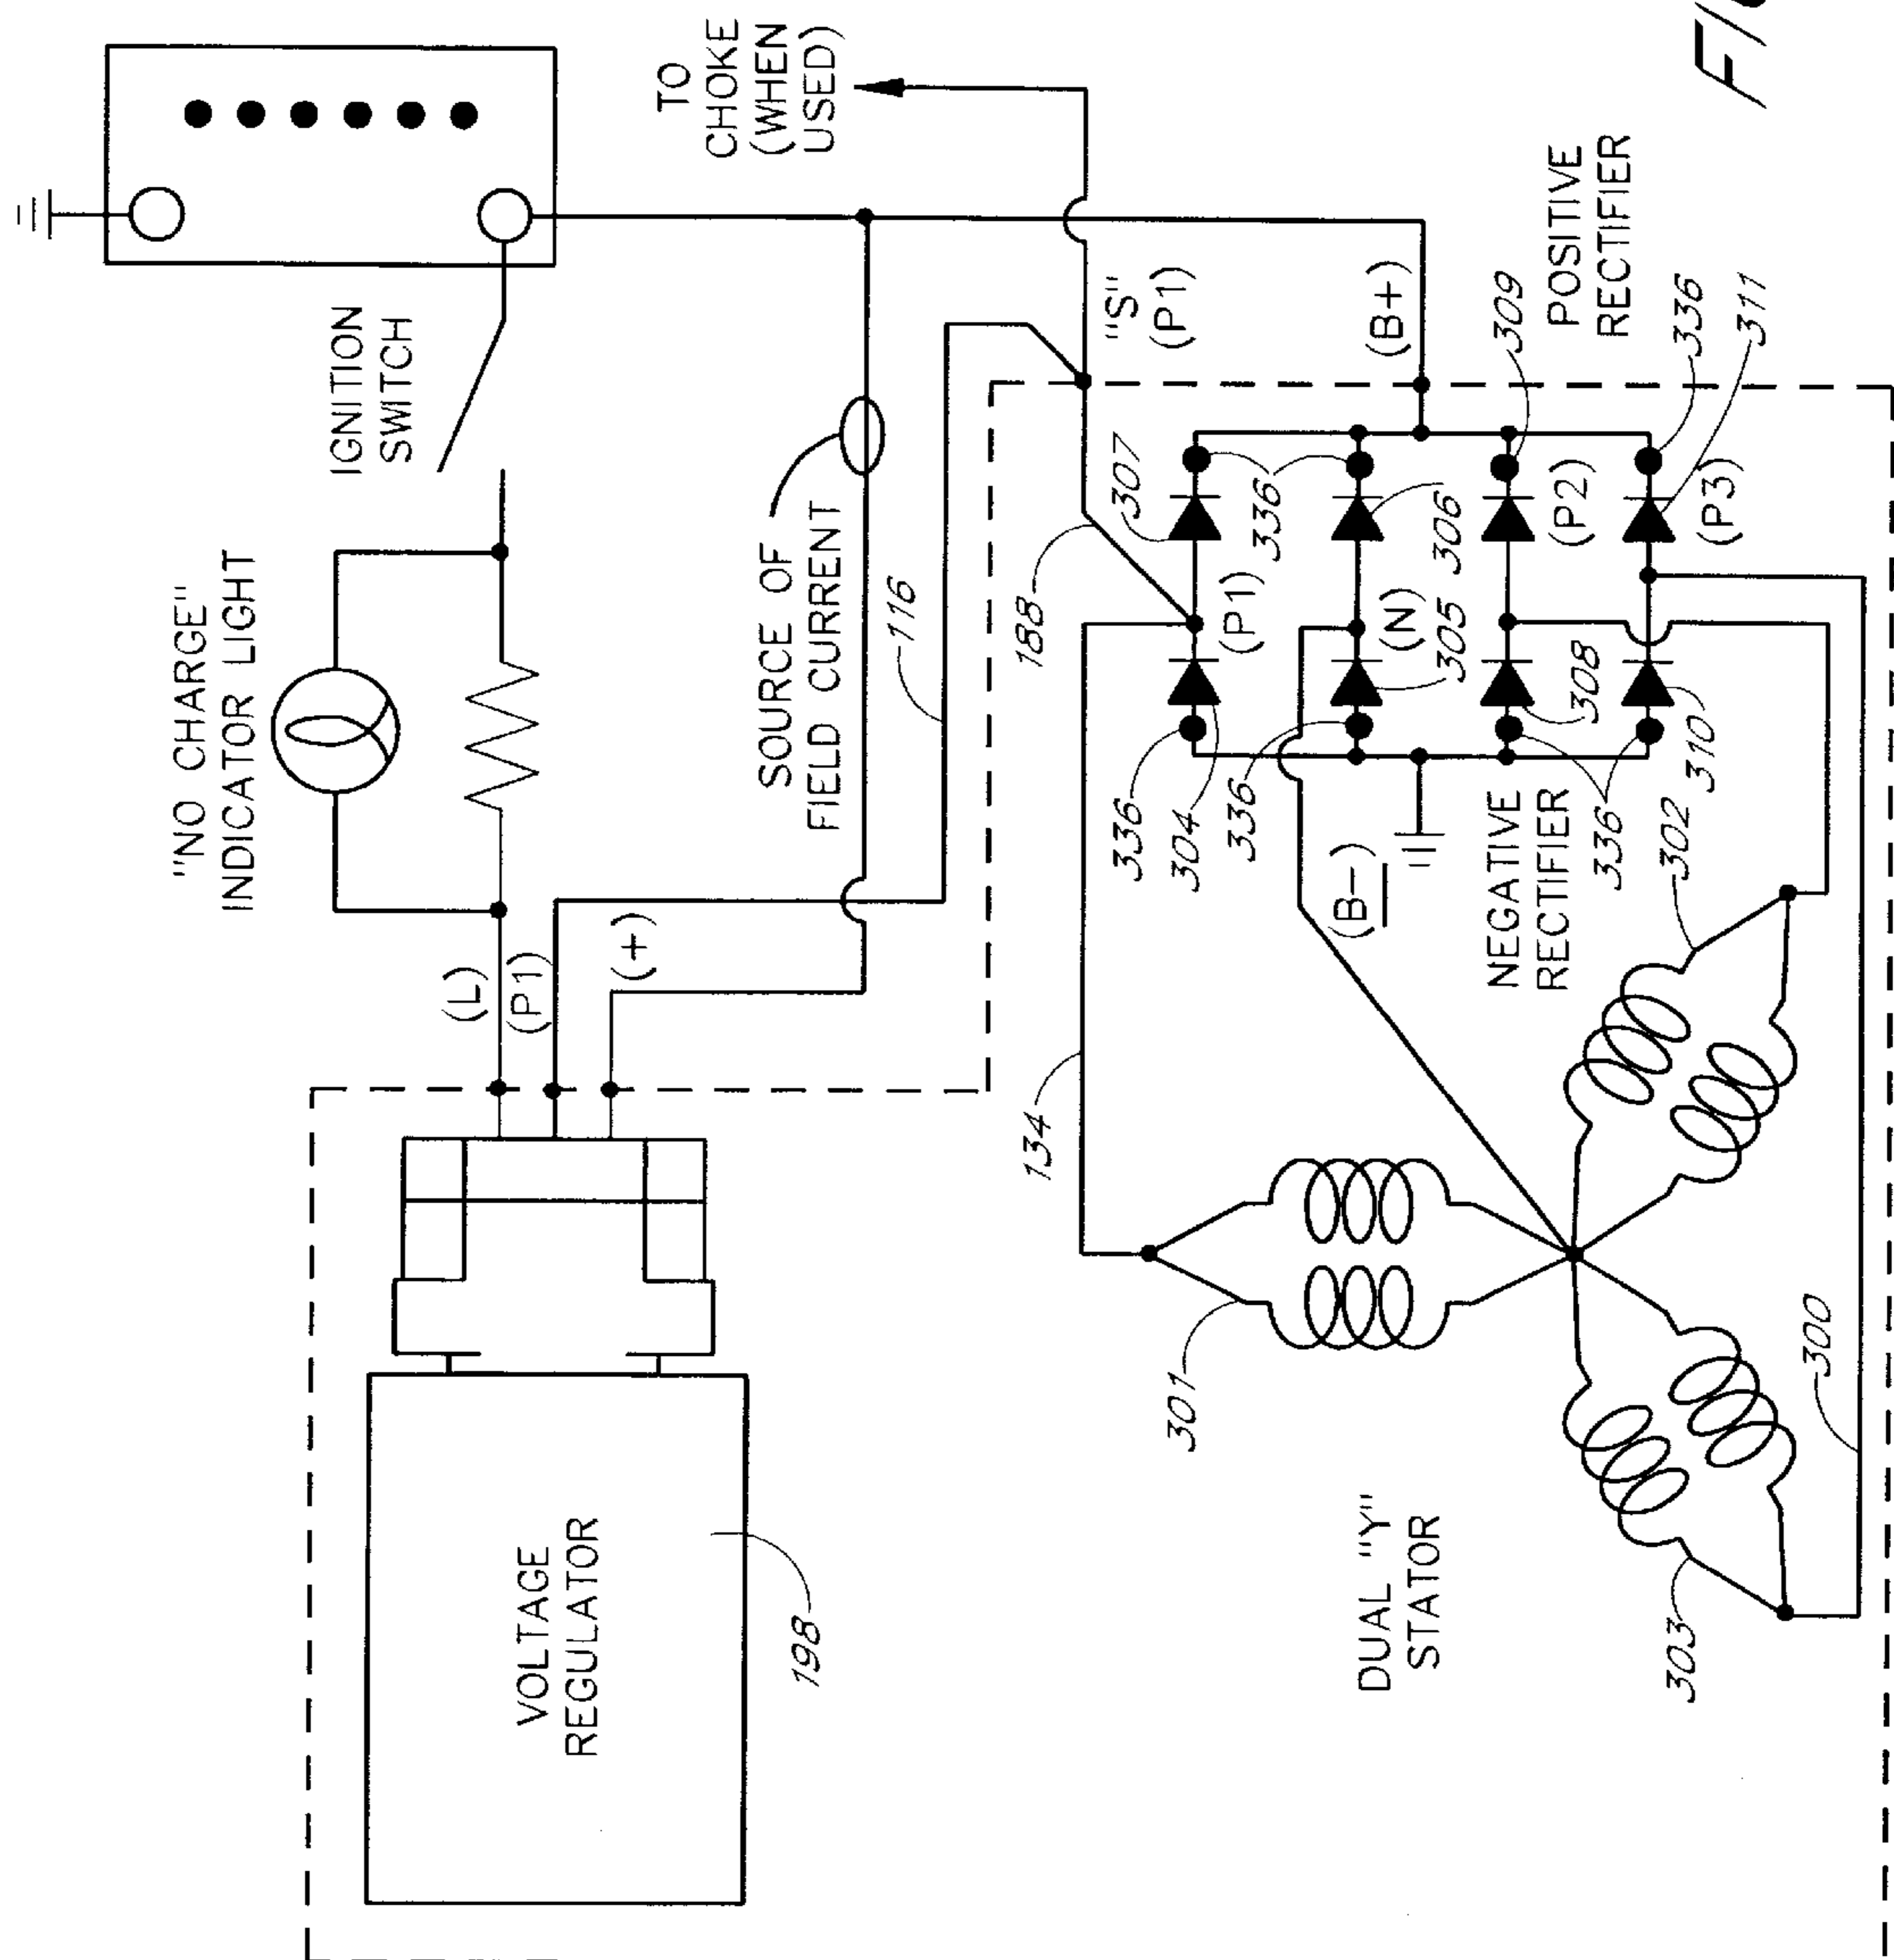 "NO CHARGE"
INDICATOR LIGHT
IGNITION
SWITCH
TO
CHOKE
(WHEN
USED)
(L)
(P1)
(+)
SOURCE OF
FIELD CURRENT
116
VOLTAGE
REGULATOR
198
134
188
"S"
(P1)
307
336
304
(P1)
336
336
(B+)
306
(N)
305
(B-)
309
(P2)
308
POSITIVE
RECTIFIER
336
311
(P3)
310
NEGATIVE
RECTIFIER
336
302
301
DUAL "Y"
STATOR
303
300